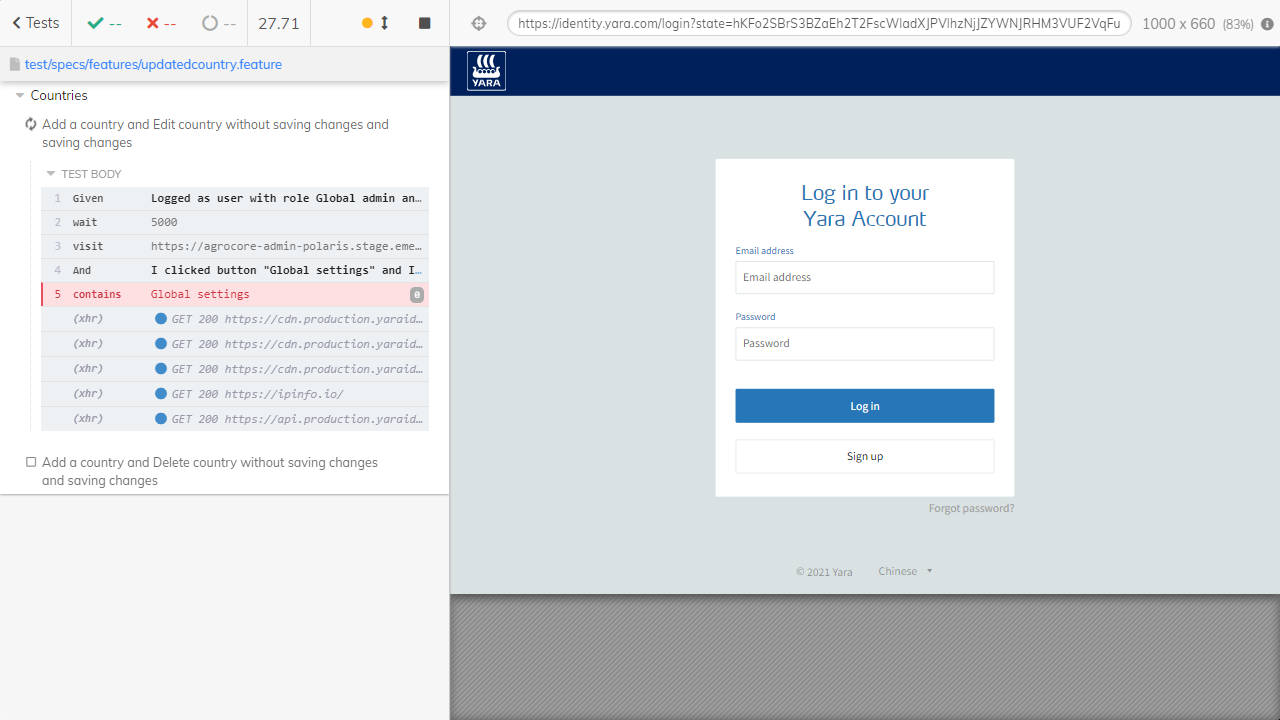 Tests
--
--
--
27.71
https://identity.yara.com/login?state=hKFo2SBrS3BZaEh2T2FscWladXJPVlhzNjJZYWNJRHM3VUF2VqFu
1000 x 660 (83%)
test/specs/features/updatedcountry.feature
Countries
Add a country and Edit country without saving changes and
saving changes
TEST BODY
1 Given Logged as user with role Global admin an…
2 wait 5000
3 visit https://agrocore-admin-polaris.stage.eme…
4 And I clicked button "Global settings" and I…
5 contains Global settings 0
(xhr) GET 200 https://cdn.production.yaraid…
(xhr) GET 200 https://cdn.production.yaraid…
(xhr) GET 200 https://cdn.production.yaraid…
(xhr) GET 200 https://ipinfo.io/
(xhr) GET 200 https://api.production.yaraid…
Add a country and Delete country without saving changes
and saving changes
YARA
Log in to your
Yara Account
Email address
Email address
Password
Password
Log in
Sign up
Forgot password?
© 2021 Yara Chinese